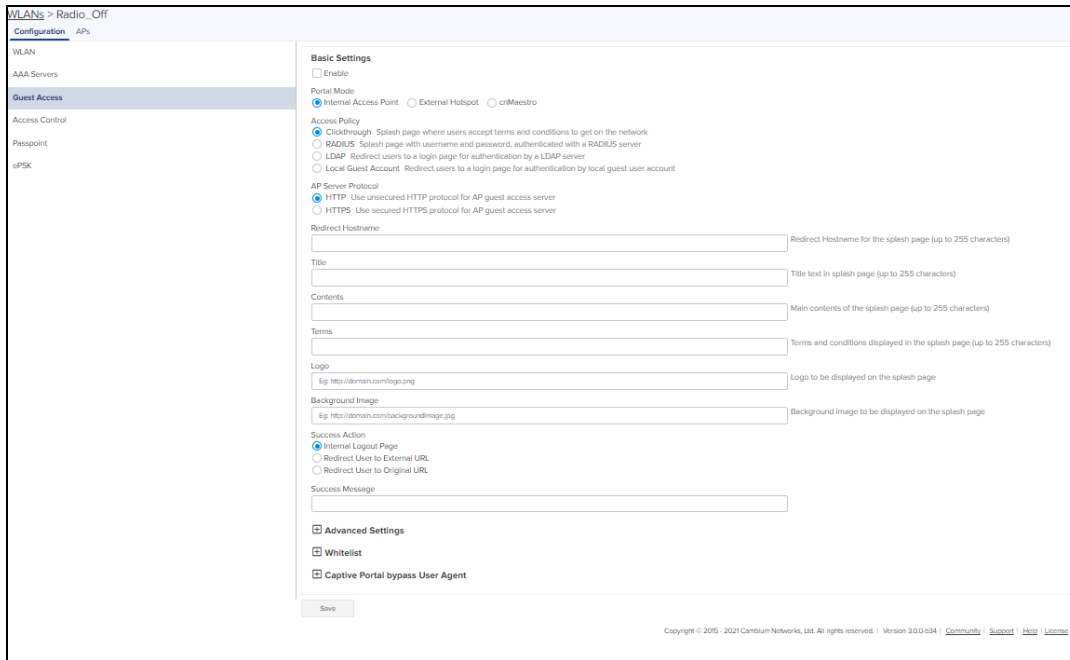 WLANs > Radio_Off
Configuration APs
WLAN
AAA Servers
Guest Access
Access Control
Passpoint
ePSK
Basic Settings
Enable
Portal Mode
Internal Access Point External Hotspot cnMaestro
Access Policy
Clickthrough Splash page where users accept terms and conditions to get on the network
RADIUS Splash page with username and password, authenticated with a RADIUS server
LDAP Redirect users to a login page for authentication by a LDAP server
Local Guest Account Redirect users to a login page for authentication by local guest user account
AP Server Protocol
HTTP Use unsecured HTTP protocol for AP guest access server
HTTPS Use secured HTTPS protocol for AP guest access server
Redirect Hostname
Redirect Hostname for the splash page (up to 255 characters)
Title
Title text in splash page (up to 255 characters)
Contents
Main contents of the splash page (up to 255 characters)
Terms
Terms and conditions displayed in the splash page (up to 255 characters)
Logo
Eg: http://domain.com/logo.png
Logo to be displayed on the splash page
Background Image
Eg: http://domain.com/backgroundImage.jpg
Background image to be displayed on the splash page
Success Action
Internal Logout Page
Redirect User to External URL
Redirect User to Original URL
Success Message
Advanced Settings
Whitelist
Captive Portal bypass User Agent
Save
Copyright © 2015 - 2021 Cambium Networks, Ltd. All rights reserved. | Version 3.0.0-b34 | Community | Support | Help | License